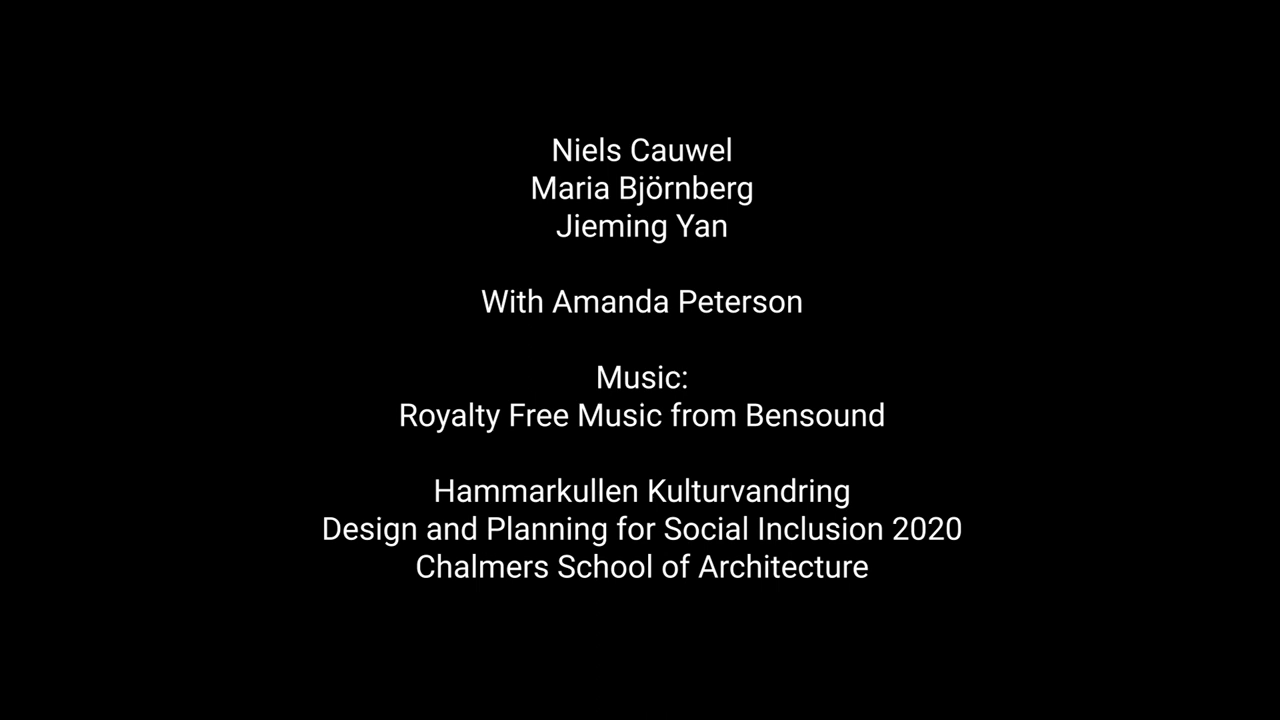 Niels Cauwel
Maria Björnberg
Jieming Yan
With Amanda Peterson
Music:
Royalty Free Music from Bensound
Hammarkullen Kulturvandring
Design and Planning for Social Inclusion 2020
Chalmers School of Architecture